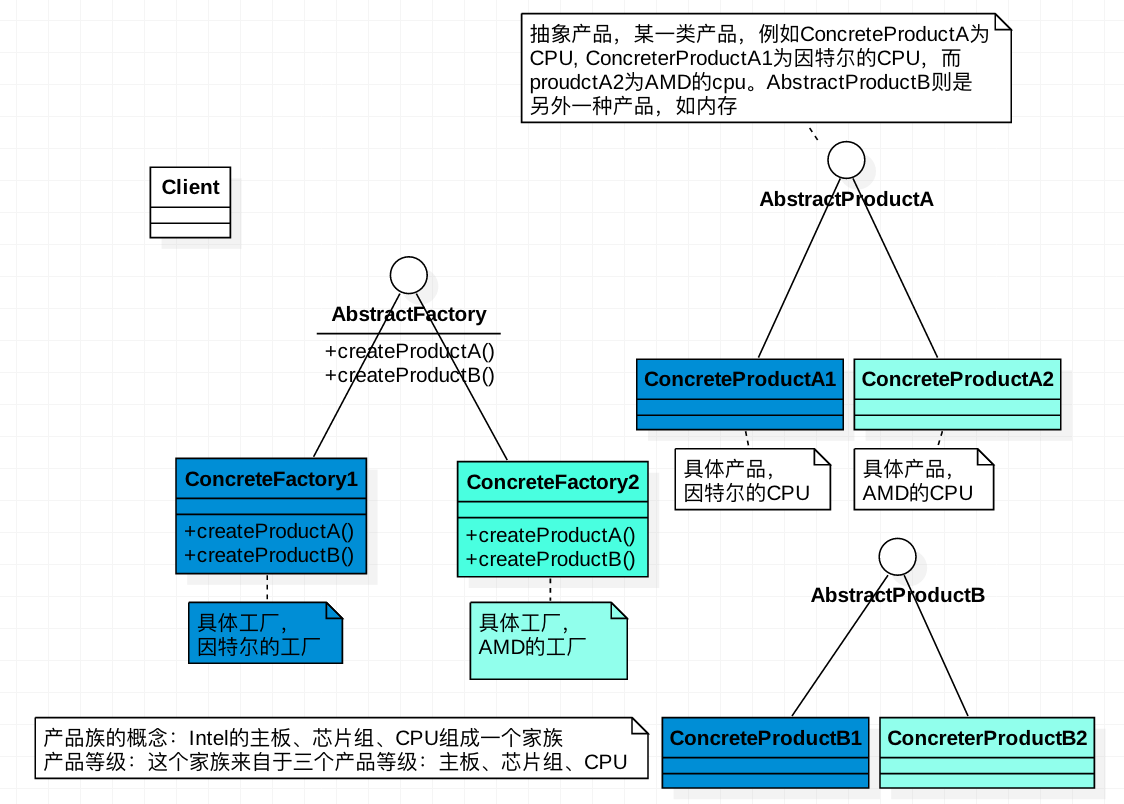 抽象产品，某一类产品，例如ConcreteProductA为
CPU, ConcreterProductA1为因特尔的CPU，而
proudctA2为AMD的cpu。AbstractProductB则是
另外一种产品，如内存
Client
AbstractProductA
AbstractFactory
+createProductA()
+createProductB()
ConcreteProductA1
ConcreteProductA2
具体产品，
因特尔的CPU
具体产品，
AMD的CPU
ConcreteFactory1
+createProductA()
+createProductB()
ConcreteFactory2
+createProductA()
+createProductB()
具体工厂，
因特尔的工厂
具体工厂，
AMD的工厂
AbstractProductB
ConcreteProductB1
ConcreterProductB2
产品族的概念：Intel的主板、芯片组、CPU组成一个家族
产品等级：这个家族来自于三个产品等级：主板、芯片组、CPU